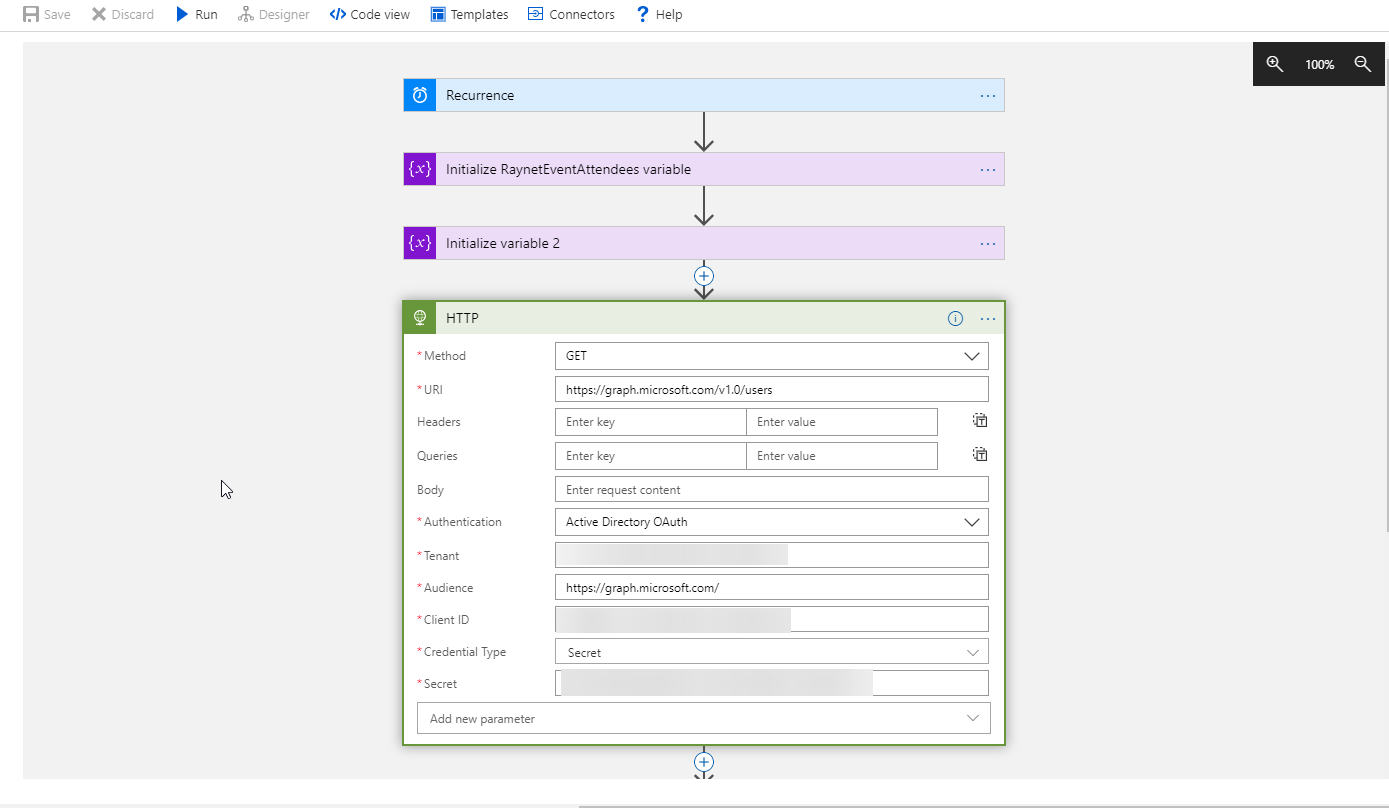 Save Discard Run Designer </> Code view Templates Connectors ? Help
100%
Recurrence ...
{x} Initialize RaynetEventAttendees variable ...
{x} Initialize variable 2 ...
HTTP i ...
* Method GET
* URI https://graph.microsoft.com/v1.0/users
Headers Enter key Enter value T
Queries Enter key Enter value T
Body Enter request content
* Authentication Active Directory OAuth
* Tenant
* Audience https://graph.microsoft.com/
* Client ID
* Credential Type Secret
* Secret
Add new parameter